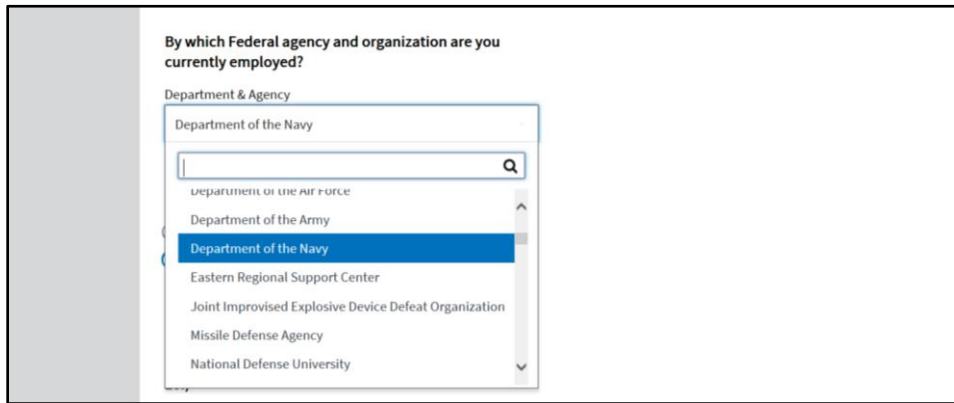 By which Federal agency and organization are you
currently employed?
Department & Agency
Department of the Navy
Department of the Air Force
Department of the Army
Department of the Navy
Eastern Regional Support Center
Joint Improvised Explosive Device Defeat Organization
Missile Defense Agency
National Defense University